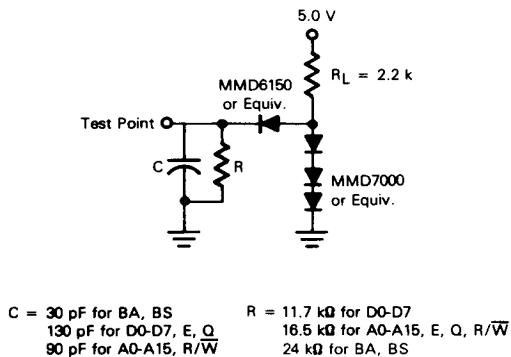 5.0 V
RL = 2.2 k
MMD6150
or Equiv.
Test Point
C
R
MMD7000
or Equiv.
C = 30 pF for BA, BS
130 pF for D0-D7, E, Q
90 pF for A0-A15, R/W̅
R = 11.7 kΩ for D0-D7
16.5 kΩ for A0-A15, E, Q, R/W̅
24 kΩ for BA, BS